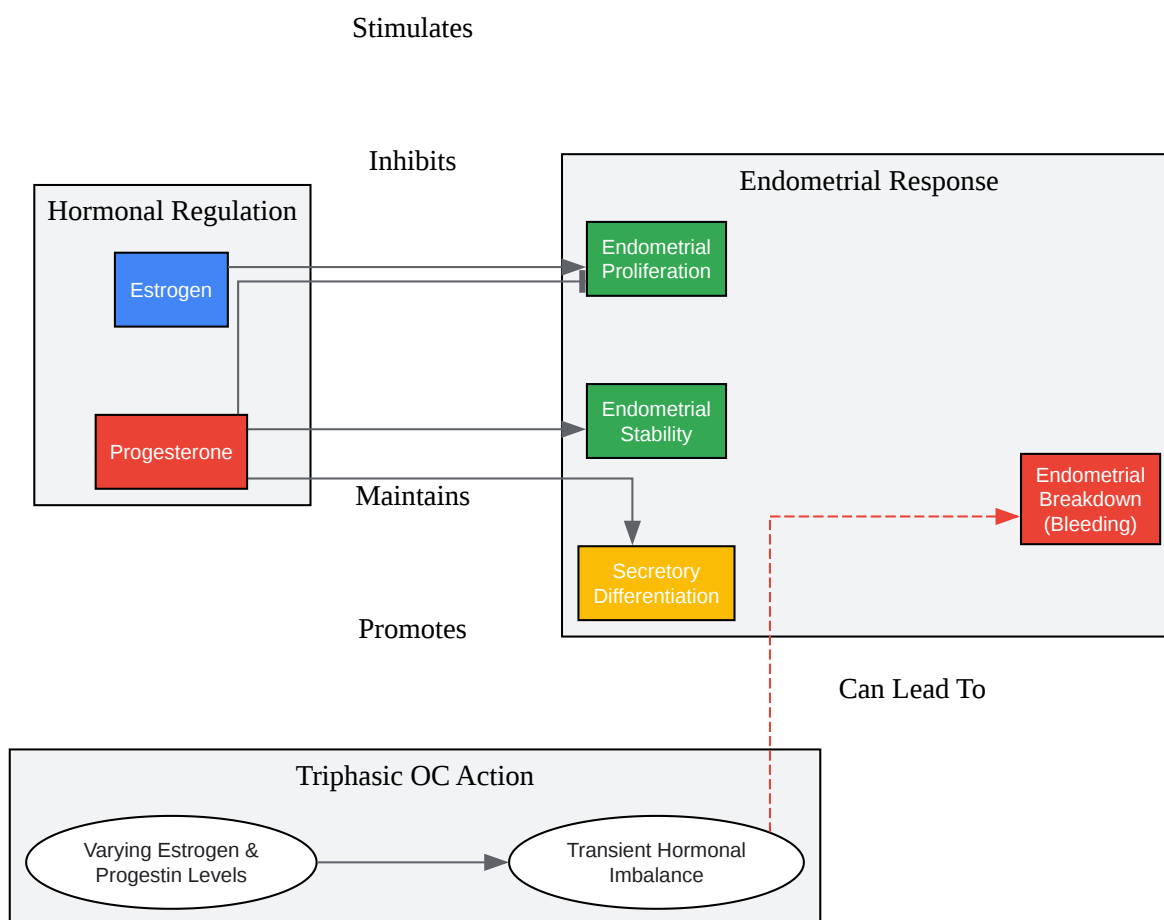 Stimulates
Inhibits
Hormonal Regulation
Estrogen
Progesterone
Endometrial Response
Endometrial
Proliferation
Endometrial
Stability
Secretory
Differentiation
Endometrial
Breakdown
(Bleeding)
Maintains
Promotes
Can Lead To
Triphasic OC Action
Varying Estrogen &
Progestin Levels
Transient Hormonal
Imbalance